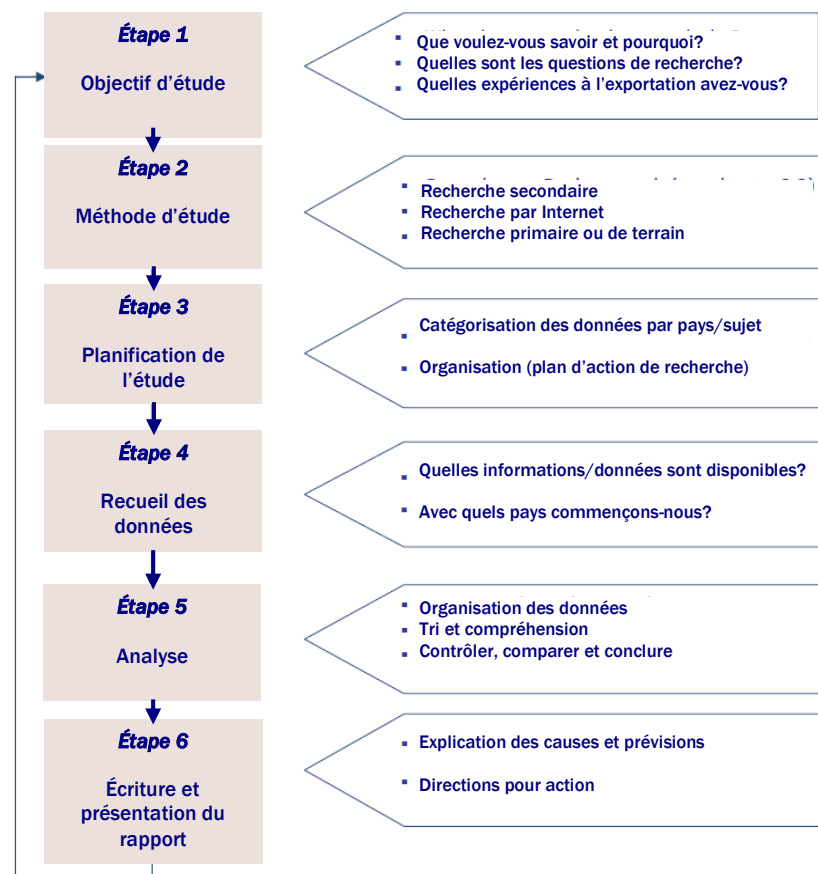 Étape 1
Objectif d'étude
▪ Que voulez-vous savoir et pourquoi?
▪ Quelles sont les questions de recherche?
▪ Quelles expériences à l'exportation avez-vous?
Étape 2
Méthode d'étude
▪ Recherche secondaire
▪ Recherche par Internet
▪ Recherche primaire ou de terrain
Étape 3
Planification de
l'étude
▪ Catégorisation des données par pays/sujet
▪ Organisation (plan d'action de recherche)
Étape 4
Recueil des
données
▪ Quelles informations/données sont disponibles?
▪ Avec quels pays commençons-nous?
Étape 5
Analyse
▪ Organisation des données
▪ Tri et compréhension
▪ Contrôler, comparer et conclure
Étape 6
Écriture et
présentation du
rapport
▪ Explication des causes et prévisions
▪ Directions pour action